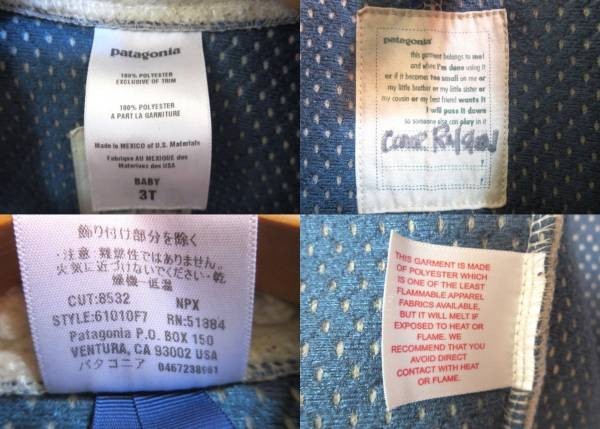 patagonia
100% POLYESTER
EXCLUSIVE OF TRIM
100% POLYESTER
A PART LA GARNITURE
Made in MEXICO of U.S. Materials
Fabrique AU MEXIQUE des
Materiaux des USA
BABY
3T
patagonia
this garment belongs to me!
and when I'm done using it
or if it becomes too small on me or
my little brother or my little sister or
my cousin or my best friend wants it
I will pass it down
so someone else can play in it
飾り付け部分を除く
・注意：難燃性ではありません。
火気に近づけないでください・乾
燥機－低温
CUT:8532 NPX
STYLE:61010F7 RN:51884
Patagonia P.O. BOX 150
VENTURA, CA 93002 USA
パタゴニア 0467238961
THIS GARMENT IS MADE
OF POLYESTER WHICH
IS ONE OF THE LEAST
FLAMMABLE APPAREL
FABRICS AVAILABLE,
BUT IT WILL MELT IF
EXPOSED TO HEAT OR
FLAME. WE
RECOMMEND THAT YOU
AVOID DIRECT
CONTACT WITH HEAT
OR FLAME.